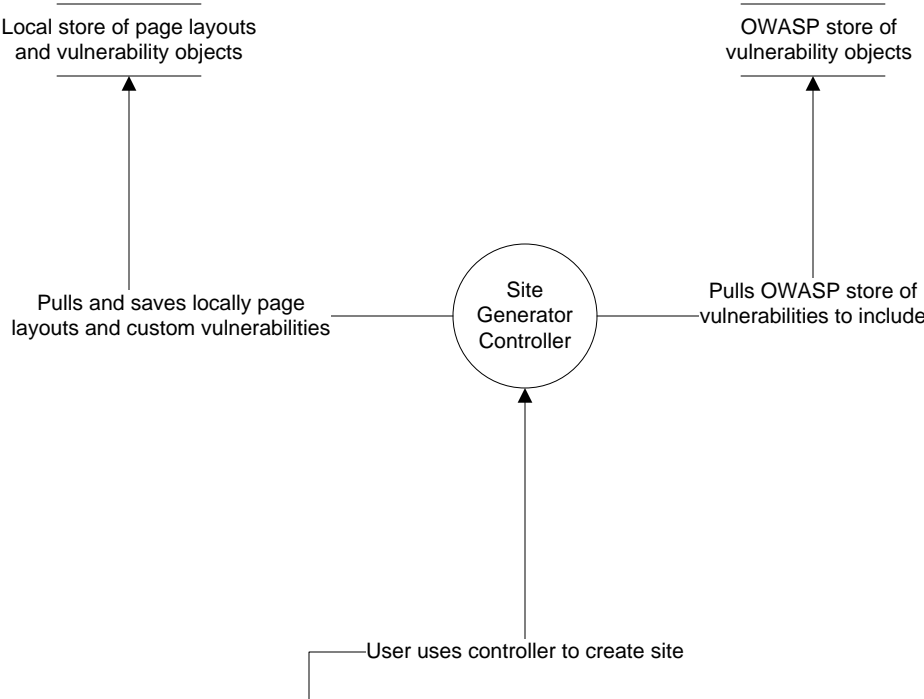 Local store of page layouts
and vulnerability objects
OWASP store of
vulnerability objects
Pulls and saves locally page
layouts and custom vulnerabilities
Site
Generator
Controller
Pulls OWASP store of
vulnerabilities to include
User uses controller to create site